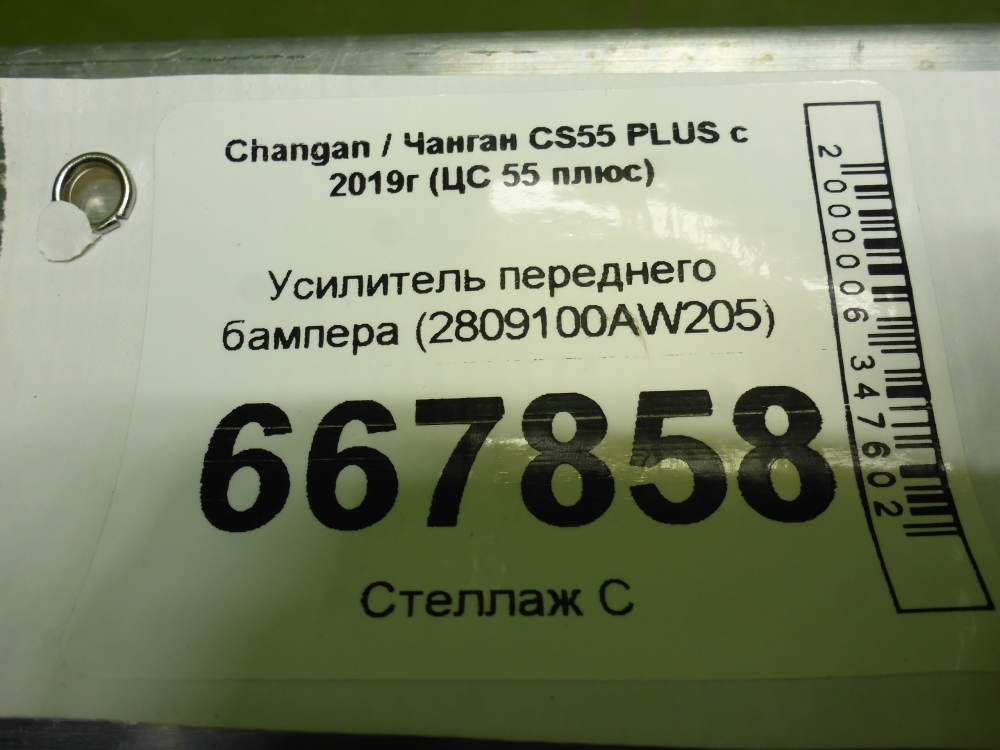 Changan / Чанган CS55 PLUS с
2019г (ЦС 55 плюс)
Усилитель переднего
бампера (2809100AW205)
667858
Стеллаж С
2000006347602